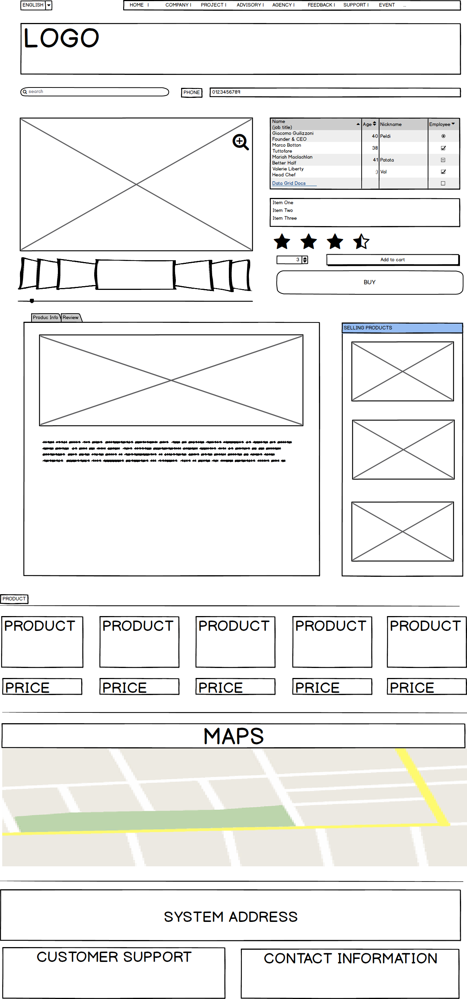 ENGLISH
HOME | COMPANY | PROJECT | ADVISORY | AGENCY | FEEDBACK | SUPPORT | EVENT ...
LOGO
search
PHONE
0123456789
Name
(job title)
Age
Nickname
Employee
Giacomo Guilizzoni
Founder & CEO
40
Peldi
Marco Botton
Tuttofare
38
Mariah Maclachlan
Better Half
41
Patata
Valerie Liberty
Head Chef
:)
Val
Data Grid Docs
Item One
Item Two
Item Three
3
Add to cart
BUY
Produc Info
Review
SELLING PRODUCTS
PRODUCT
PRODUCT PRODUCT PRODUCT PRODUCT PRODUCT
PRICE PRICE PRICE PRICE PRICE
MAPS
SYSTEM ADDRESS
CUSTOMER SUPPORT
CONTACT INFORMATION